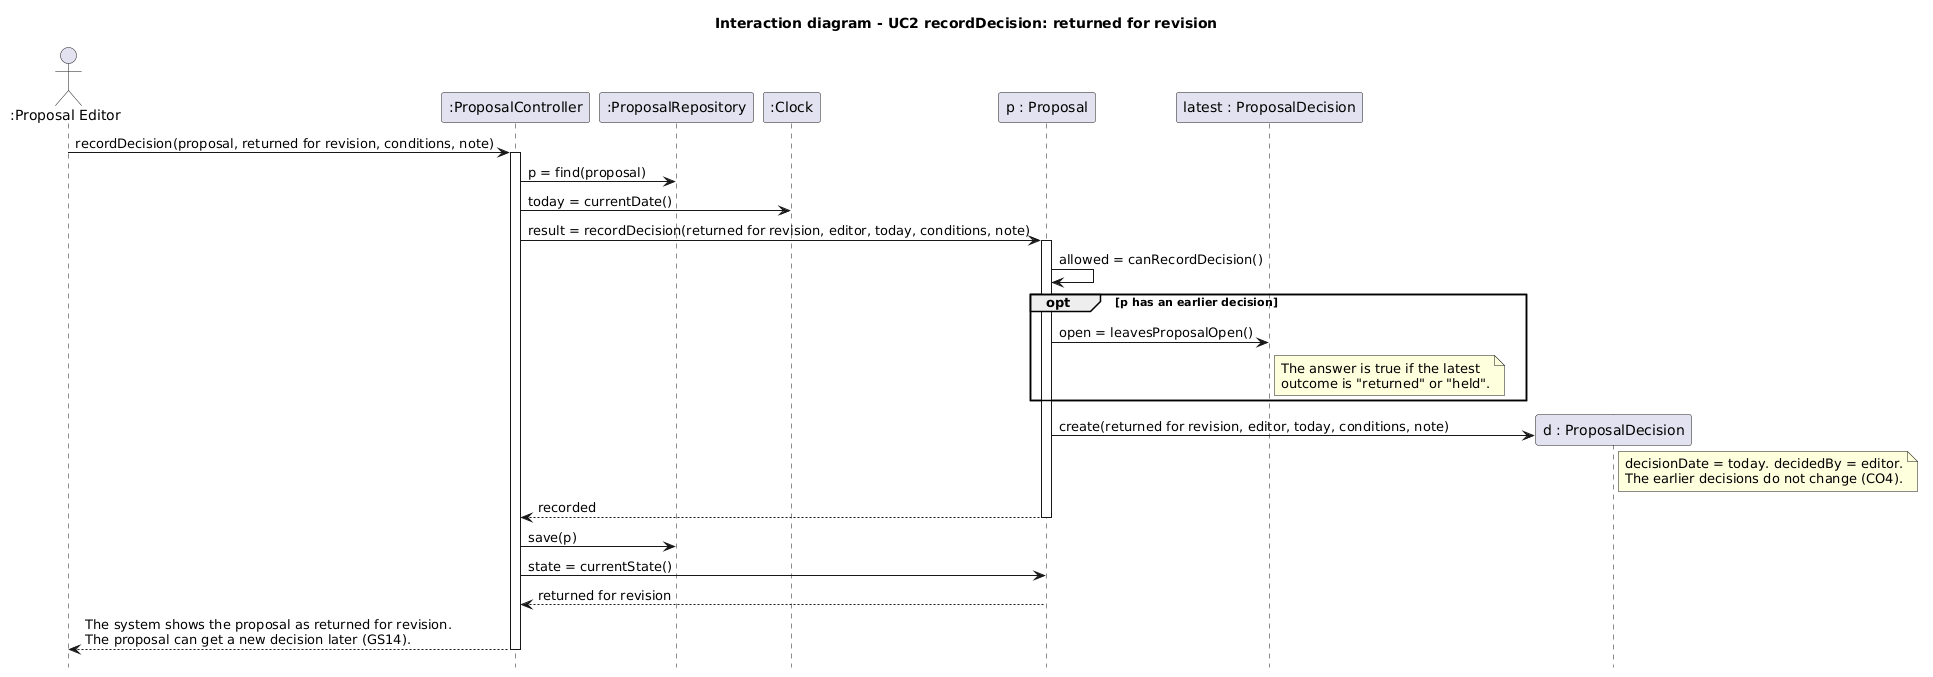 Interaction diagram - UC2 recordDecision: returned for revision
:Proposal Editor
:ProposalController
:ProposalRepository
:Clock
p : Proposal
latest : ProposalDecision
recordDecision(proposal, returned for revision, conditions, note)
p = find(proposal)
today = currentDate()
result = recordDecision(returned for revision, editor, today, conditions, note)
allowed = canRecordDecision()
opt
[p has an earlier decision]
open = leavesProposalOpen()
The answer is true if the latest
outcome is "returned" or "held".
create(returned for revision, editor, today, conditions, note)
d : ProposalDecision
decisionDate = today. decidedBy = editor.
The earlier decisions do not change (CO4).
recorded
save(p)
state = currentState()
returned for revision
The system shows the proposal as returned for revision.
The proposal can get a new decision later (GS14).